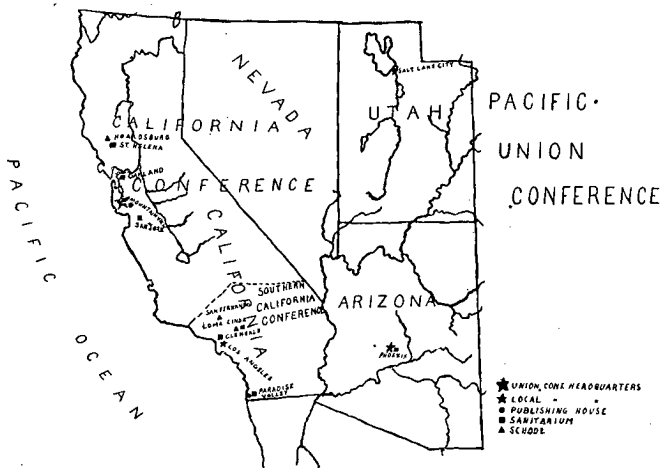 PACIFIC
UNION
CONFERENCE
NEVADA
UTAH
SALT LAKE CITY
CALIFORNIA
CONFERENCE
ST. HELENA
OAKLAND
MOUNTAIN
SAN JOSE
PACIFIC OCEAN
CALIFORNIA
SOUTHERN
CALIFORNIA
CONFERENCE
SAN FERNANDO
LOMA LINDA
GLENDALE
LOS ANGELES
PARADISE
VALLEY
ARIZONA
PHOENIX
UNION CONF HEADQUARTERS
LOCAL " "
PUBLISHING HOUSE
SANITARIUM
SCHOOL